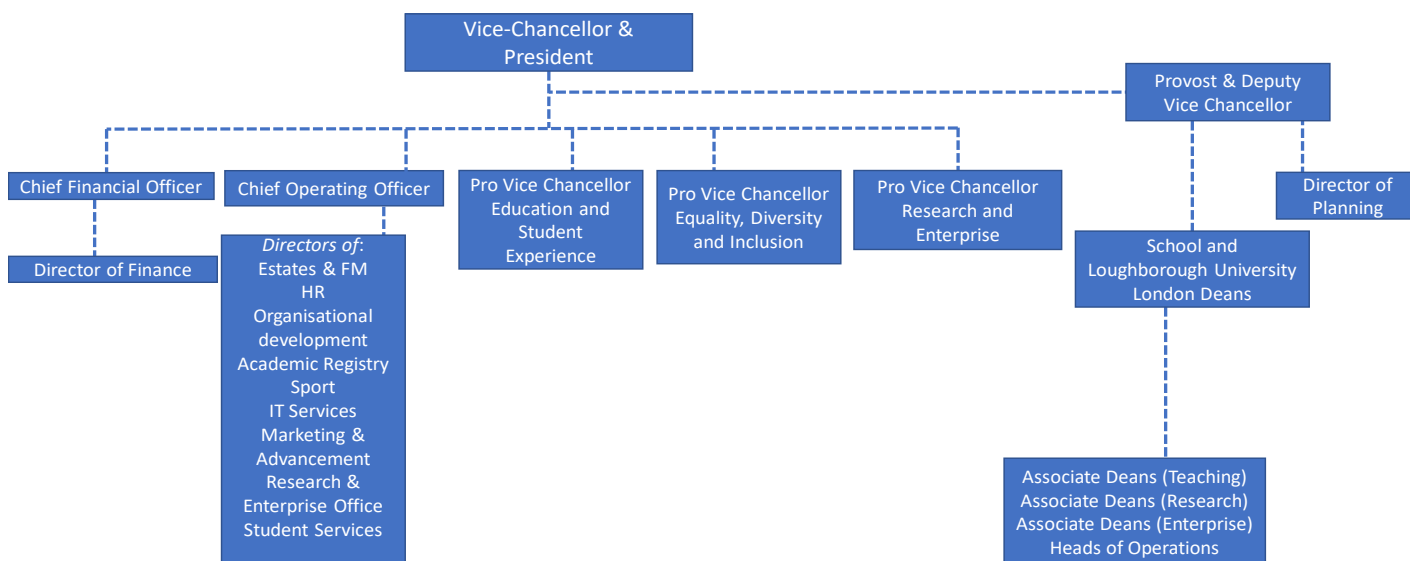 Vice-Chancellor &
President
Provost & Deputy
Vice Chancellor
Chief Financial Officer
Chief Operating Officer
Pro Vice Chancellor
Education and
Student
Experience
Pro Vice Chancellor
Equality, Diversity
and Inclusion
Pro Vice Chancellor
Research and
Enterprise
Director of
Planning
Director of Finance
Directors of:
Estates & FM
HR
Organisational
development
Academic Registry
Sport
IT Services
Marketing &
Advancement
Research &
Enterprise Office
Student Services
School and
Loughborough University
London Deans
Associate Deans (Teaching)
Associate Deans (Research)
Associate Deans (Enterprise)
Heads of Operations